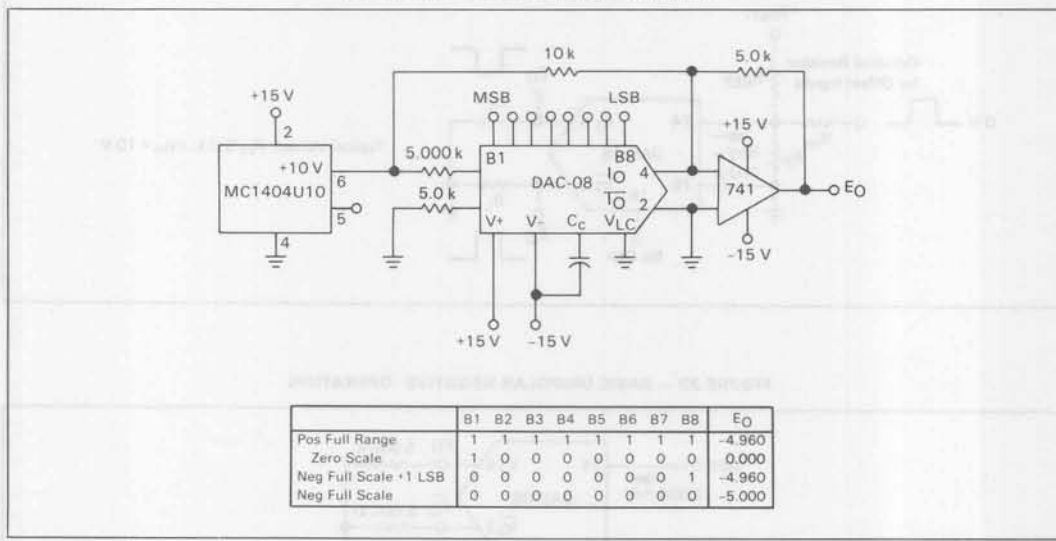 10 k
5.0 k
+15 V
2
MSB
LSB
+15 V
+10 V
6
5.000 k
B1
B8
4
IO
DAC-08
MC1404U10
5
5.0 k
IO
2
741
EO
V+
V-
Cc
VLC
4
-15 V
+15 V
-15 V
B1 B2 B3 B4 B5 B6 B7 B8 EO
Pos Full Range 1 1 1 1 1 1 1 1 -4.960
Zero Scale 1 0 0 0 0 0 0 0 0.000
Neg Full Scale +1 LSB 0 0 0 0 0 0 0 1 -4.960
Neg Full Scale 0 0 0 0 0 0 0 0 -5.000